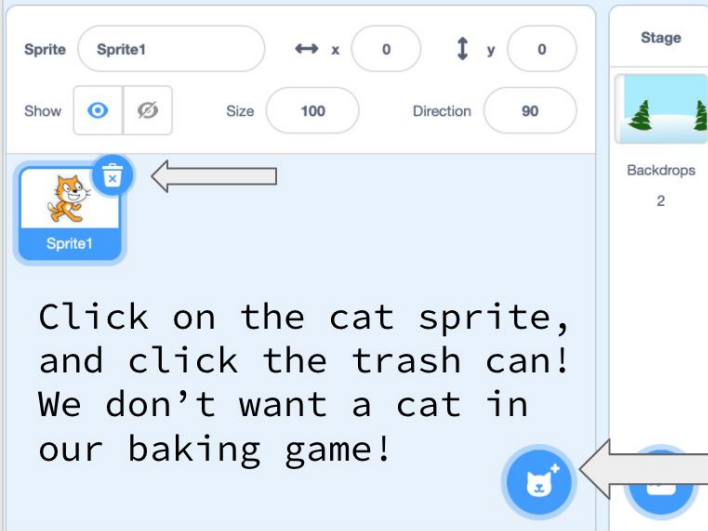 Sprite Sprite1 x 0 y 0
Stage
Show Size 100 Direction 90
Backdrops
2
Sprite1
Click on the cat sprite,
and click the trash can!
We don’t want a cat in
our baking game!